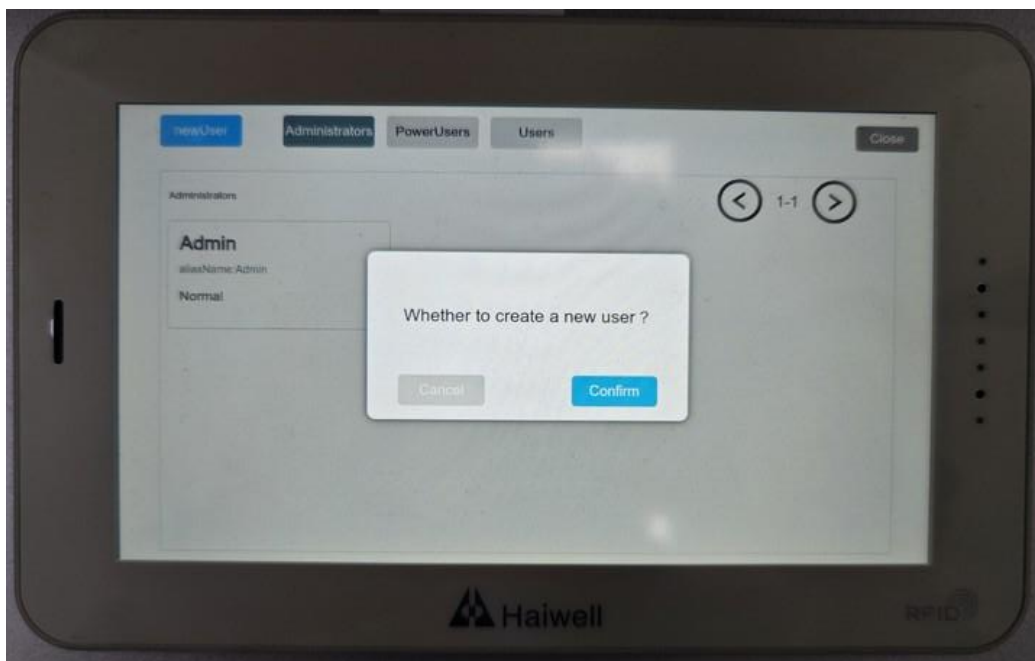 newUser
Administrators
PowerUsers
Users
Close
Administrators
1-1
Admin
aliasName:Admin
Normal
Whether to create a new user ?
Cancel
Confirm
Haiwell
RFID